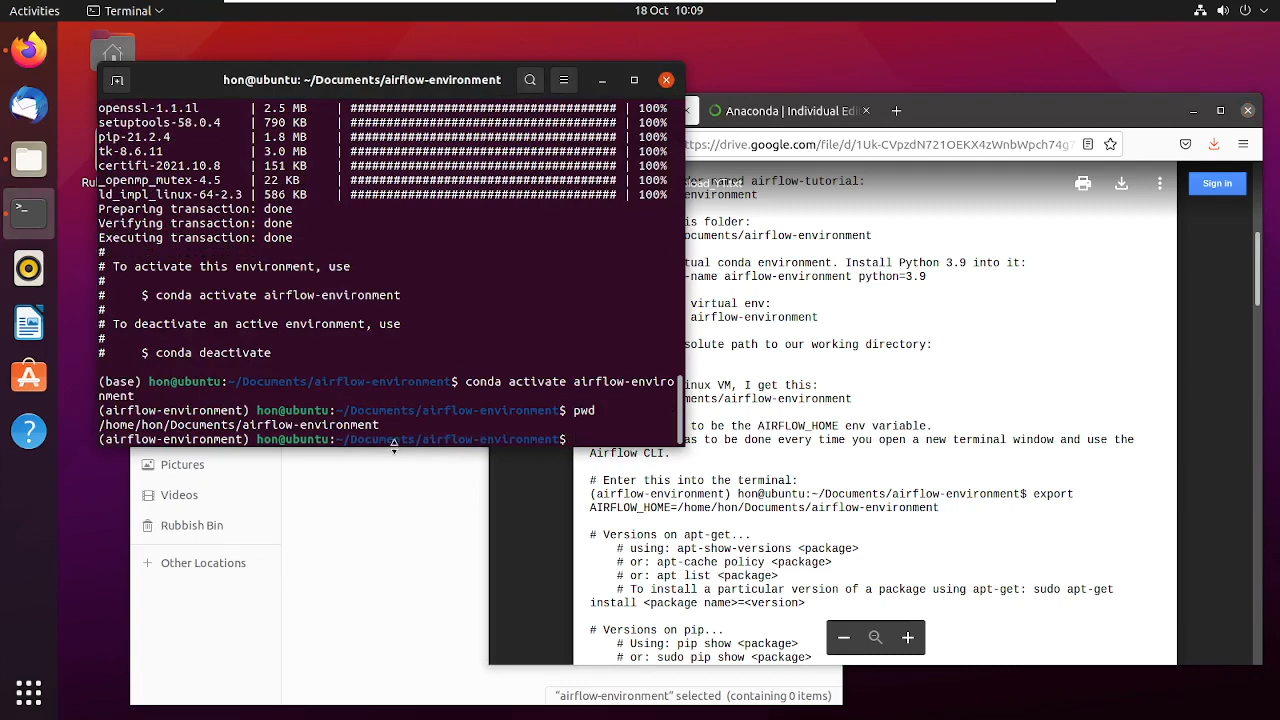 Activities
Terminal
18 Oct 10:09
hon@ubuntu: ~/Documents/airflow-environment
openssl-1.1.1l | 2.5 MB | ##################################### | 100%
setuptools-58.0.4 | 790 KB | ##################################### | 100%
pip-21.2.4 | 1.8 MB | ##################################### | 100%
tk-8.6.11 | 3.0 MB | ##################################### | 100%
certifi-2021.10.8 | 151 KB | ##################################### | 100%
_openmp_mutex-4.5 | 22 KB | ##################################### | 100%
ld_impl_linux-64-2.3 | 586 KB | ##################################### | 100%
Preparing transaction: done
Verifying transaction: done
Executing transaction: done
#
# To activate this environment, use
#
# $ conda activate airflow-environment
#
# To deactivate an active environment, use
#
# $ conda deactivate
(base) hon@ubuntu:~/Documents/airflow-environment$ conda activate airflow-enviro
nment
(airflow-environment) hon@ubuntu:~/Documents/airflow-environment$ pwd
/home/hon/Documents/airflow-environment
(airflow-environment) hon@ubuntu:~/Documents/airflow-environment$
Pictures
Videos
Rubbish Bin
Other Locations
"airflow-environment" selected (containing 0 items)
Anaconda | Individual Edi
ttps://drive.google.com/file/d/1Uk-CVpzdN721OEKX4zWnbWpch74g7
Sign in
airflow-tutorial:
environment
is folder:
ocuments/airflow-environment
tual conda environment. Install Python 3.9 into it:
-name airflow-environment python=3.9
virtual env:
airflow-environment
solute path to our working directory:
inux VM, I get this:
ments/airflow-environment
to be the AIRFLOW_HOME env variable.
as to be done every time you open a new terminal window and use the
Airflow CLI.
# Enter this into the terminal:
(airflow-environment) hon@ubuntu:~/Documents/airflow-environment$ export
AIRFLOW_HOME=/home/hon/Documents/airflow-environment
# Versions on apt-get...
# using: apt-show-versions <package>
# or: apt-cache policy <package>
# or: apt list <package>
# To install a particular version of a package using apt-get: sudo apt-get
install <package name>=<version>
# Versions on pip...
# Using: pip show <package>
# or: sudo pip show <package>